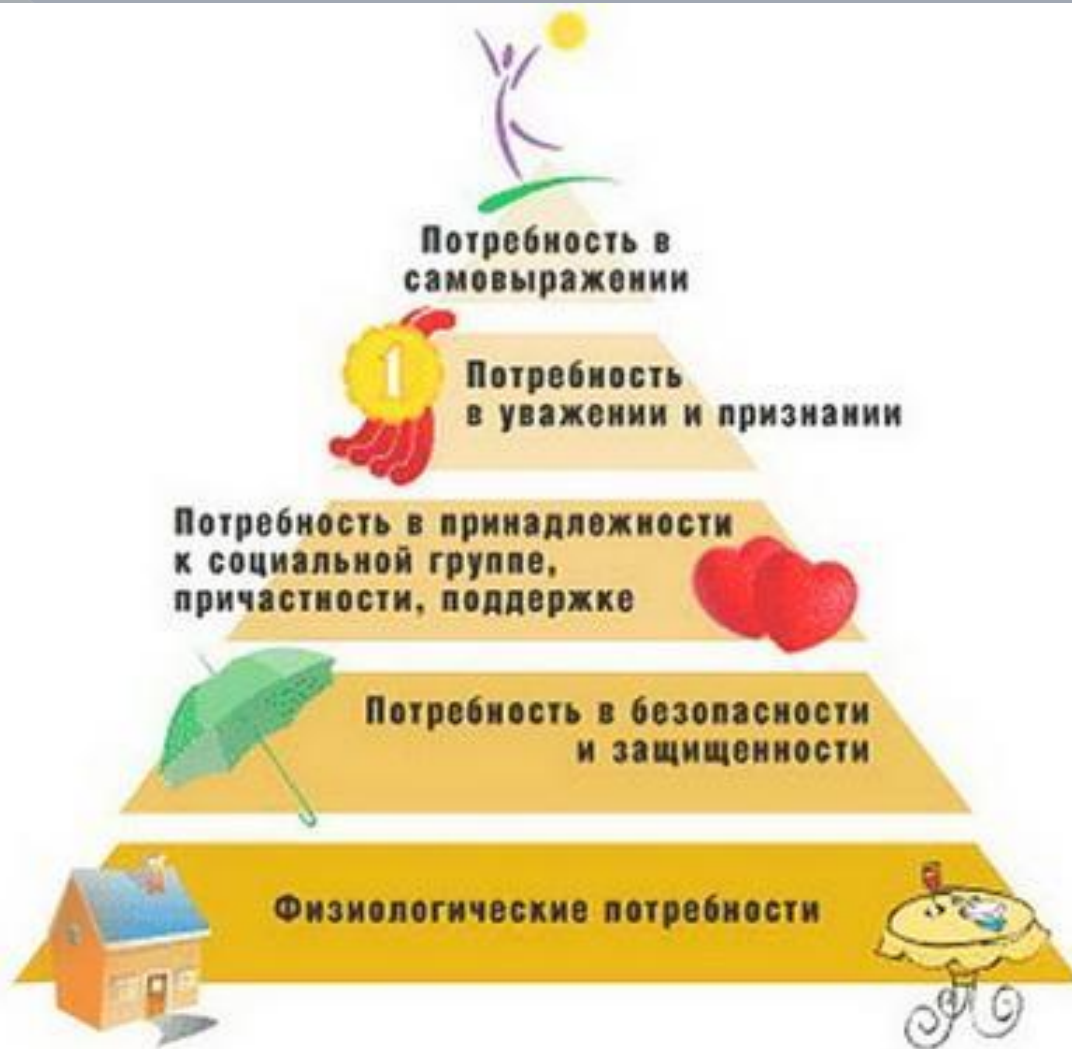 Потребность в
самовыражении
1
Потребность
в уважении и признании
Потребность в принадлежности
к социальной группе,
причастности, поддержке
Потребность в безопасности
и защищенности
Физиологические потребности